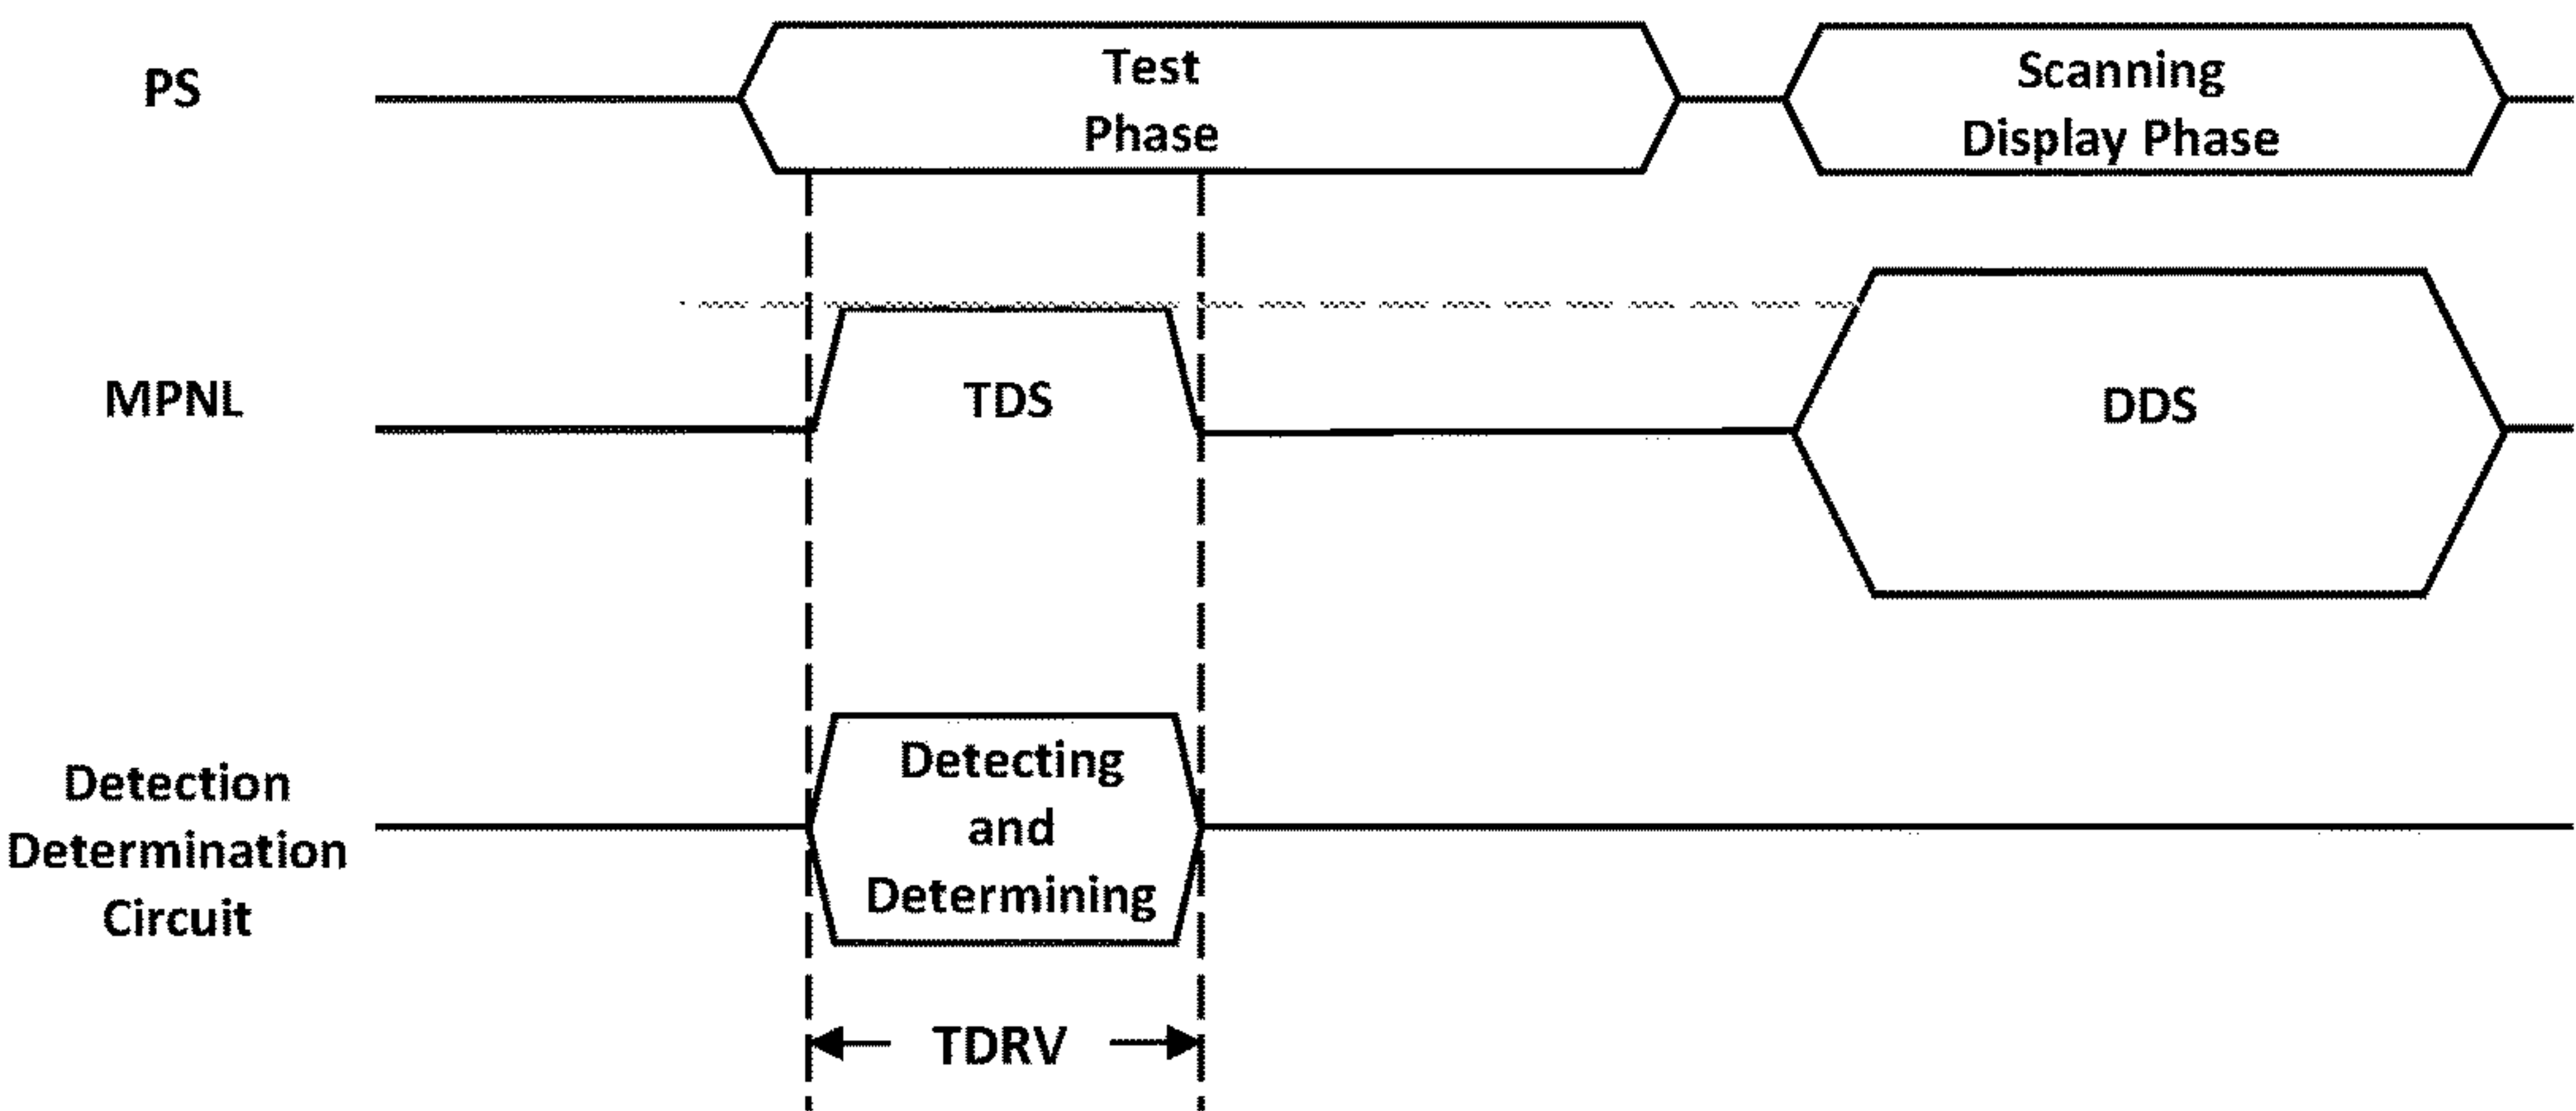 PS
Test
Phase
Scanning
Display Phase
MPNL
TDS
DDS
Detection
Determination
Circuit
Detecting
and
Determining
TDRV